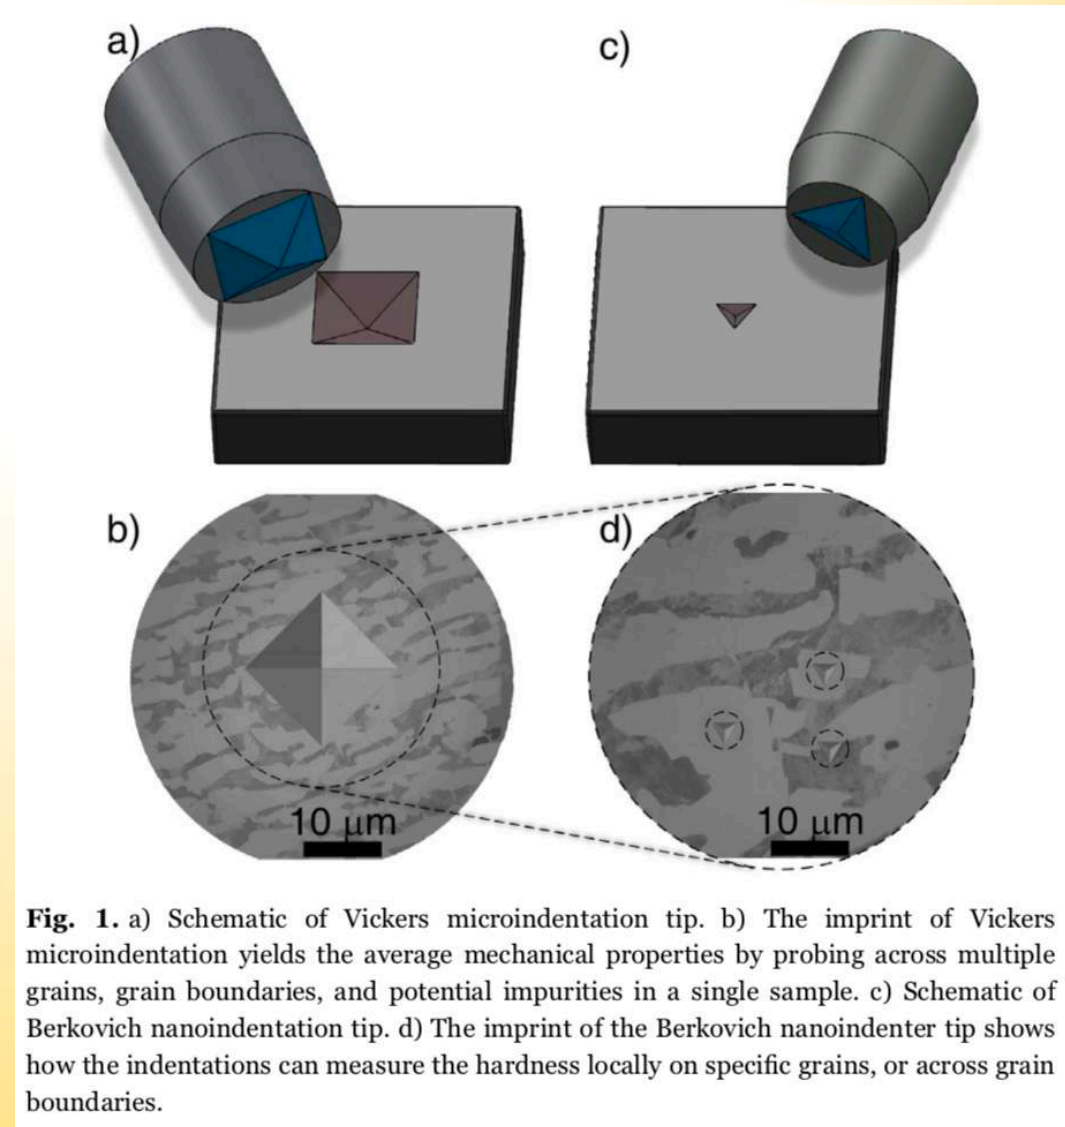 a)
c)
b)
d)
10 μm
10 μm
Fig. 1. a) Schematic of Vickers microindentation tip. b) The imprint of Vickers
microindentation yields the average mechanical properties by probing across multiple
grains, grain boundaries, and potential impurities in a single sample. c) Schematic of
Berkovich nanoindentation tip. d) The imprint of the Berkovich nanoindenter tip shows
how the indentations can measure the hardness locally on specific grains, or across grain
boundaries.